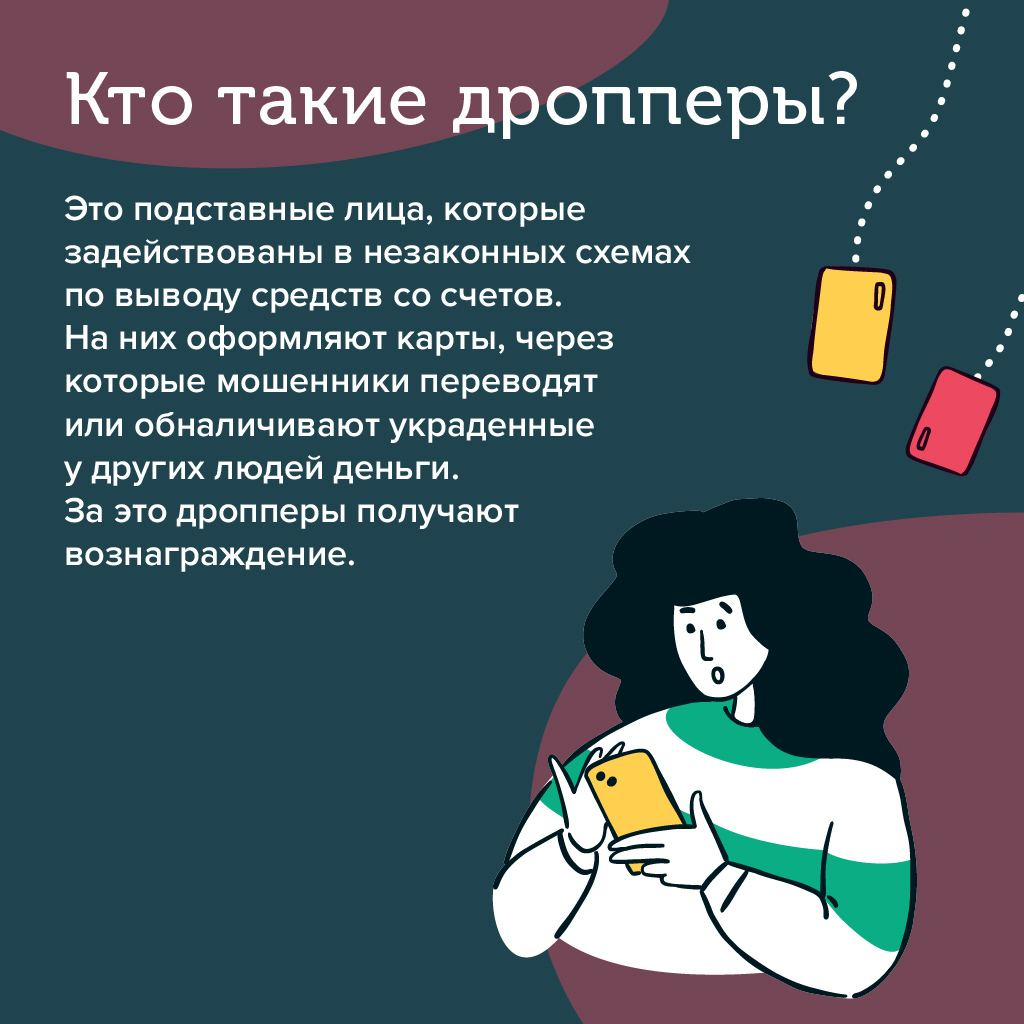 Кто такие дропперы?
Это подставные лица, которые
задействованы в незаконных схемах
по выводу средств со счетов.
На них оформляют карты, через
которые мошенники переводят
или обналичивают украденные
у других людей деньги.
За это дропперы получают
вознаграждение.